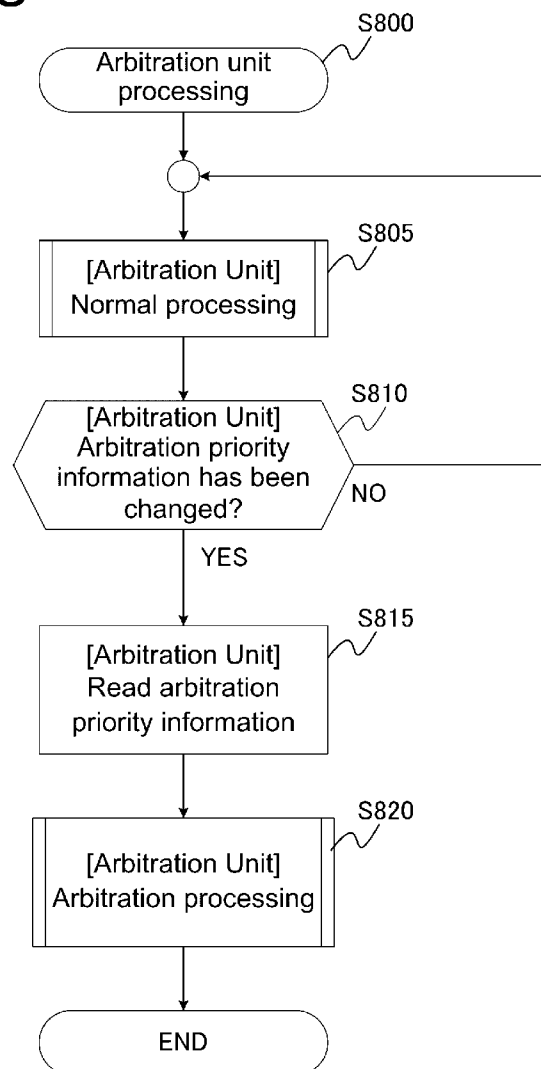 S800
Arbitration unit
processing
S805
[Arbitration Unit]
Normal processing
S810
[Arbitration Unit]
Arbitration priority
information has been
changed?
NO
YES
S815
[Arbitration Unit]
Read arbitration
priority information
S820
[Arbitration Unit]
Arbitration processing
END